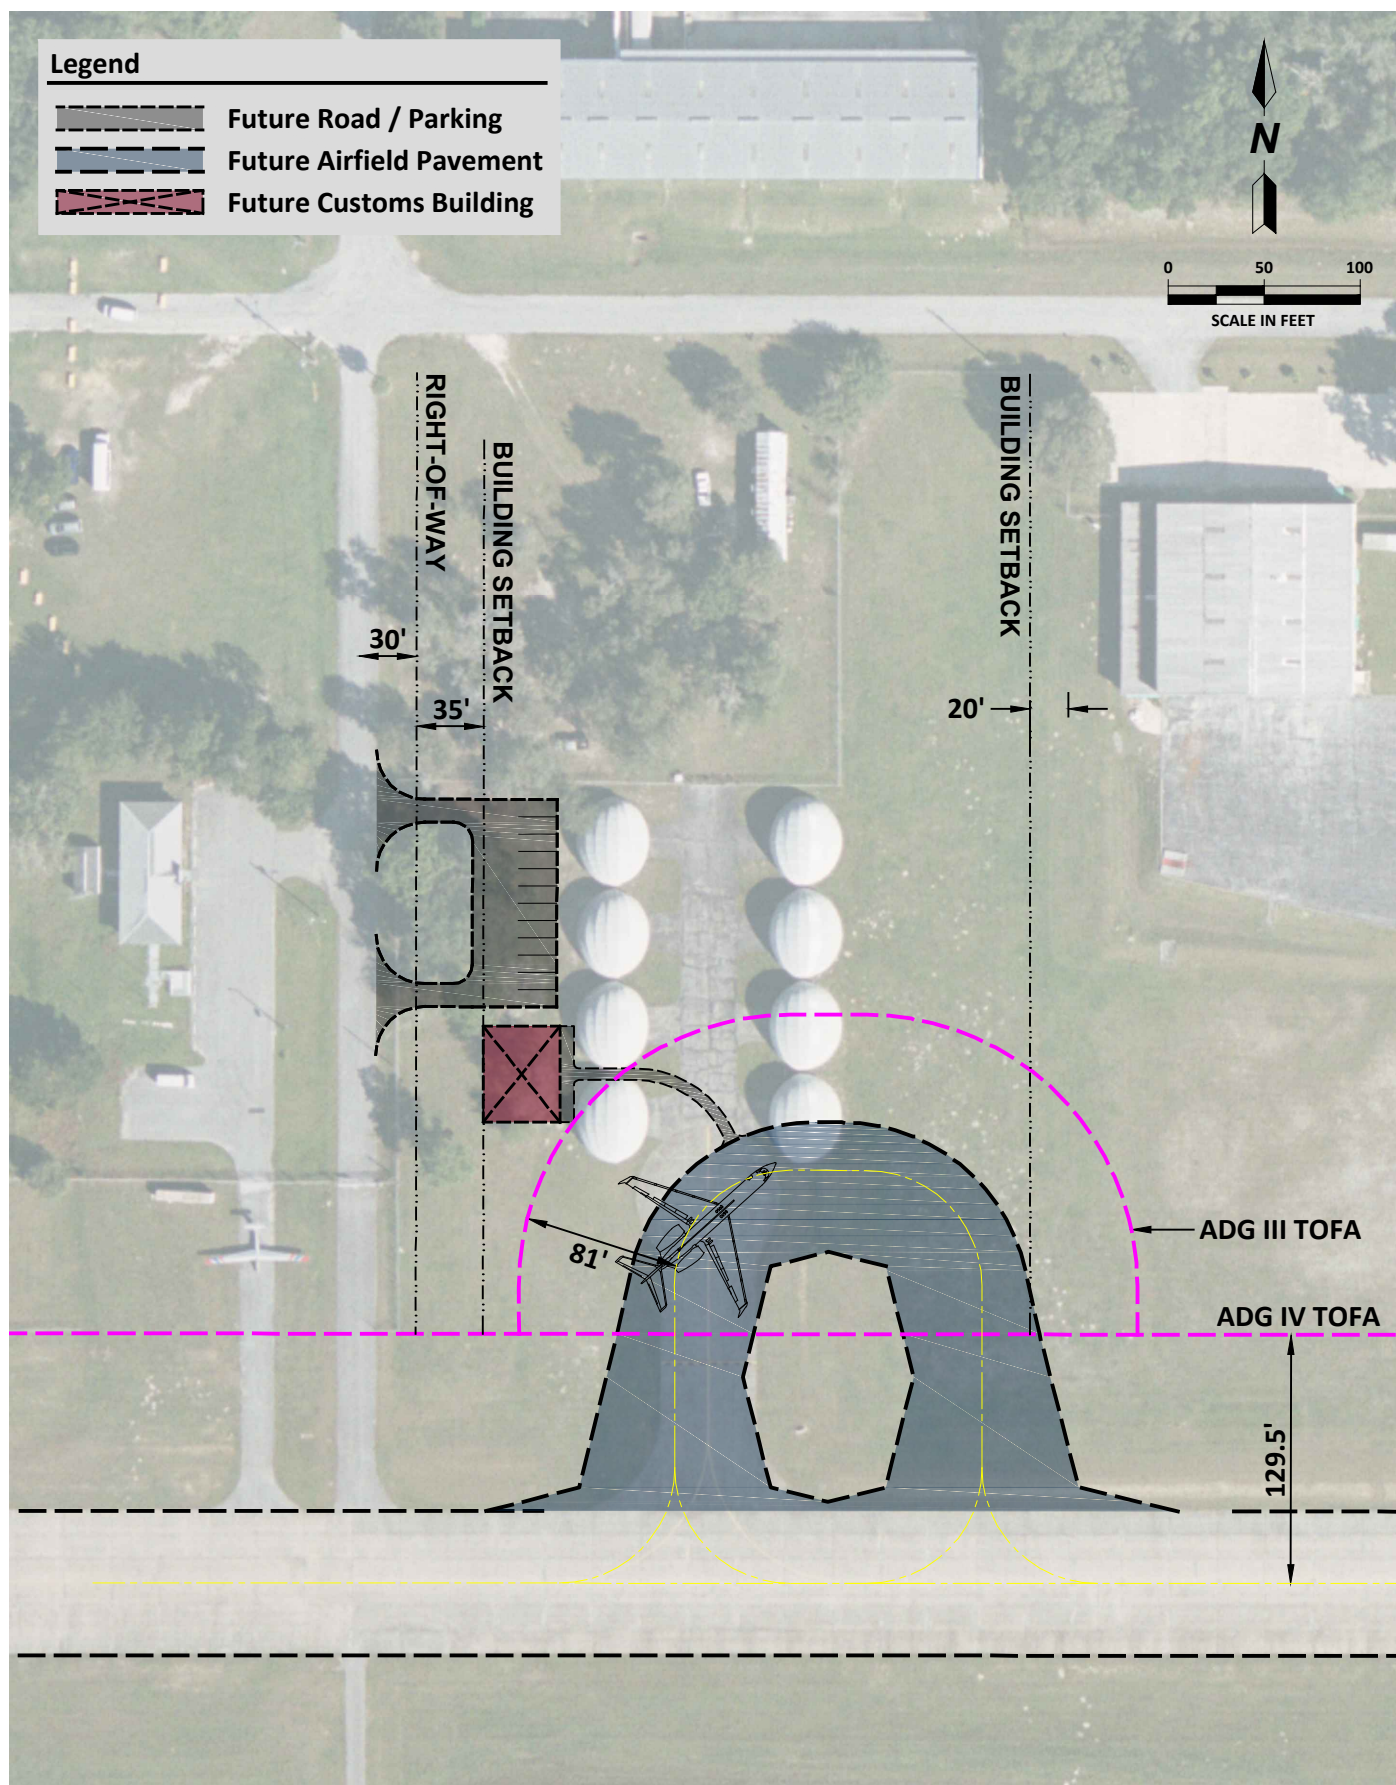 Legend
Future Road / Parking
Future Airfield Pavement
Future Customs Building
N
0 50 100
SCALE IN FEET
RIGHT-OF-WAY
BUILDING SETBACK
BUILDING SETBACK
30'
35'
20'
81'
ADG III TOFA
ADG IV TOFA
129.5'